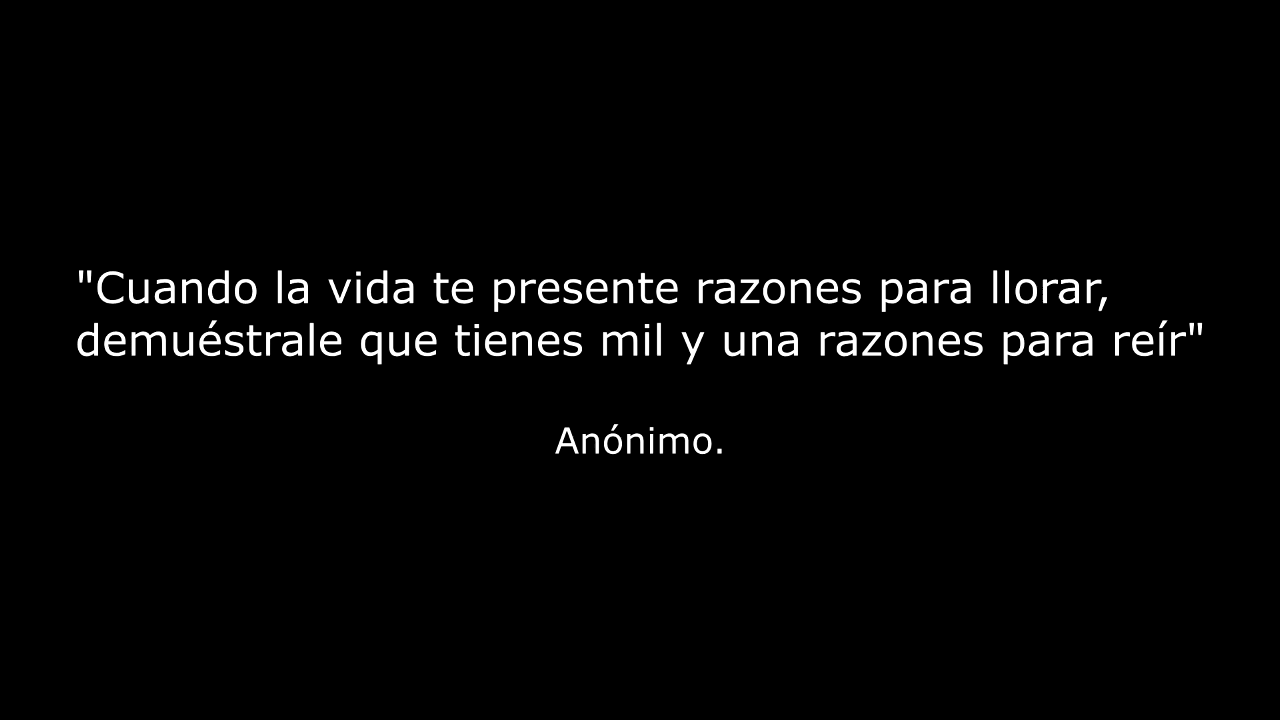 "Cuando la vida te presente razones para llorar,
demuéstrale que tienes mil y una razones para reír"
Anónimo.